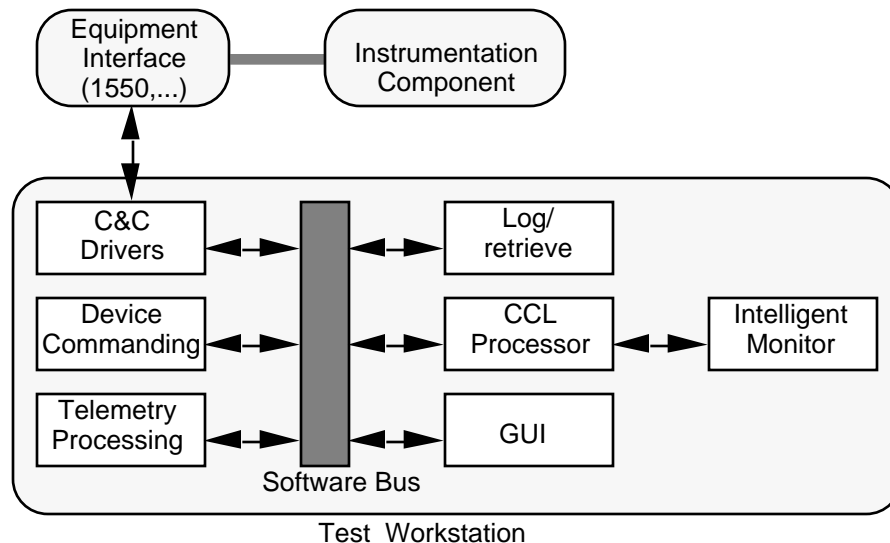 Equipment
Interface
(1550,...)
Instrumentation
Component
C&C
Drivers
Log/
retrieve
Device
Commanding
CCL
Processor
Intelligent
Monitor
Telemetry
Processing
GUI
Software Bus
Test Workstation